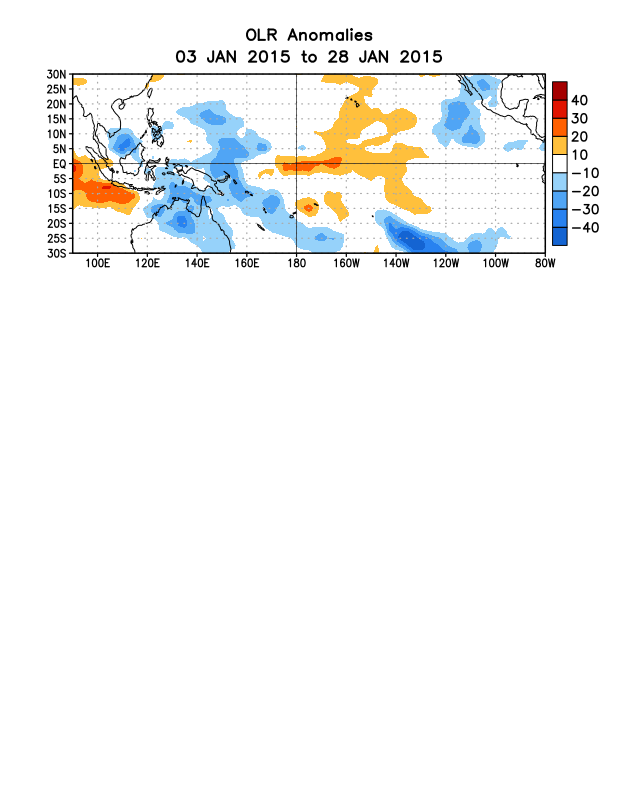 OLR Anomalies
03 JAN 2015 to 28 JAN 2015
30N
25N
20N
15N
10N
5N
EQ
5S
10S
15S
20S
25S
30S
100E
120E
140E
160E
180
160W
140W
120W
100W
80W
40
30
20
10
−10
−20
−30
−40